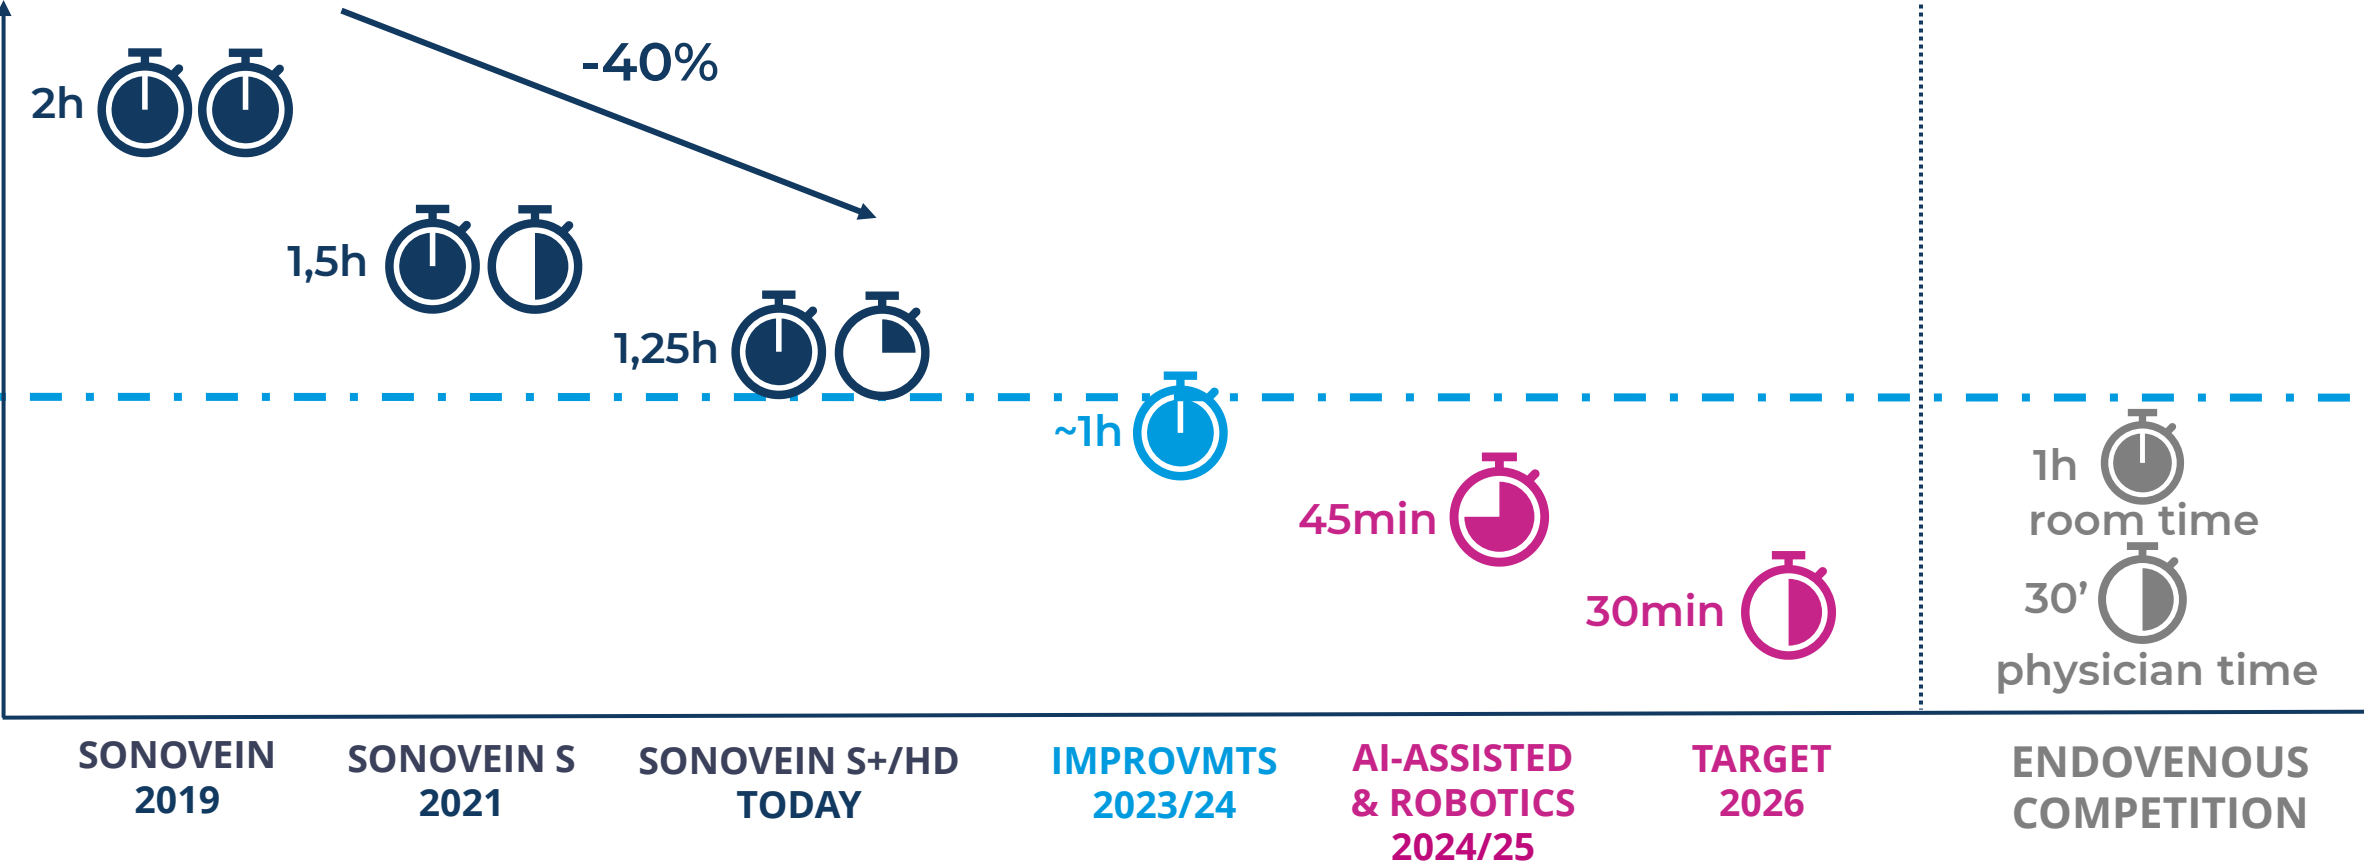 -40%
2h
1,5h
1,25h
~1h
45min
30min
1h
room time
30’
physician time
SONOVEIN
2019
SONOVEIN S
2021
SONOVEIN S+/HD
TODAY
IMPROVMTS
2023/24
AI-ASSISTED
& ROBOTICS
2024/25
TARGET
2026
ENDOVENOUS
COMPETITION